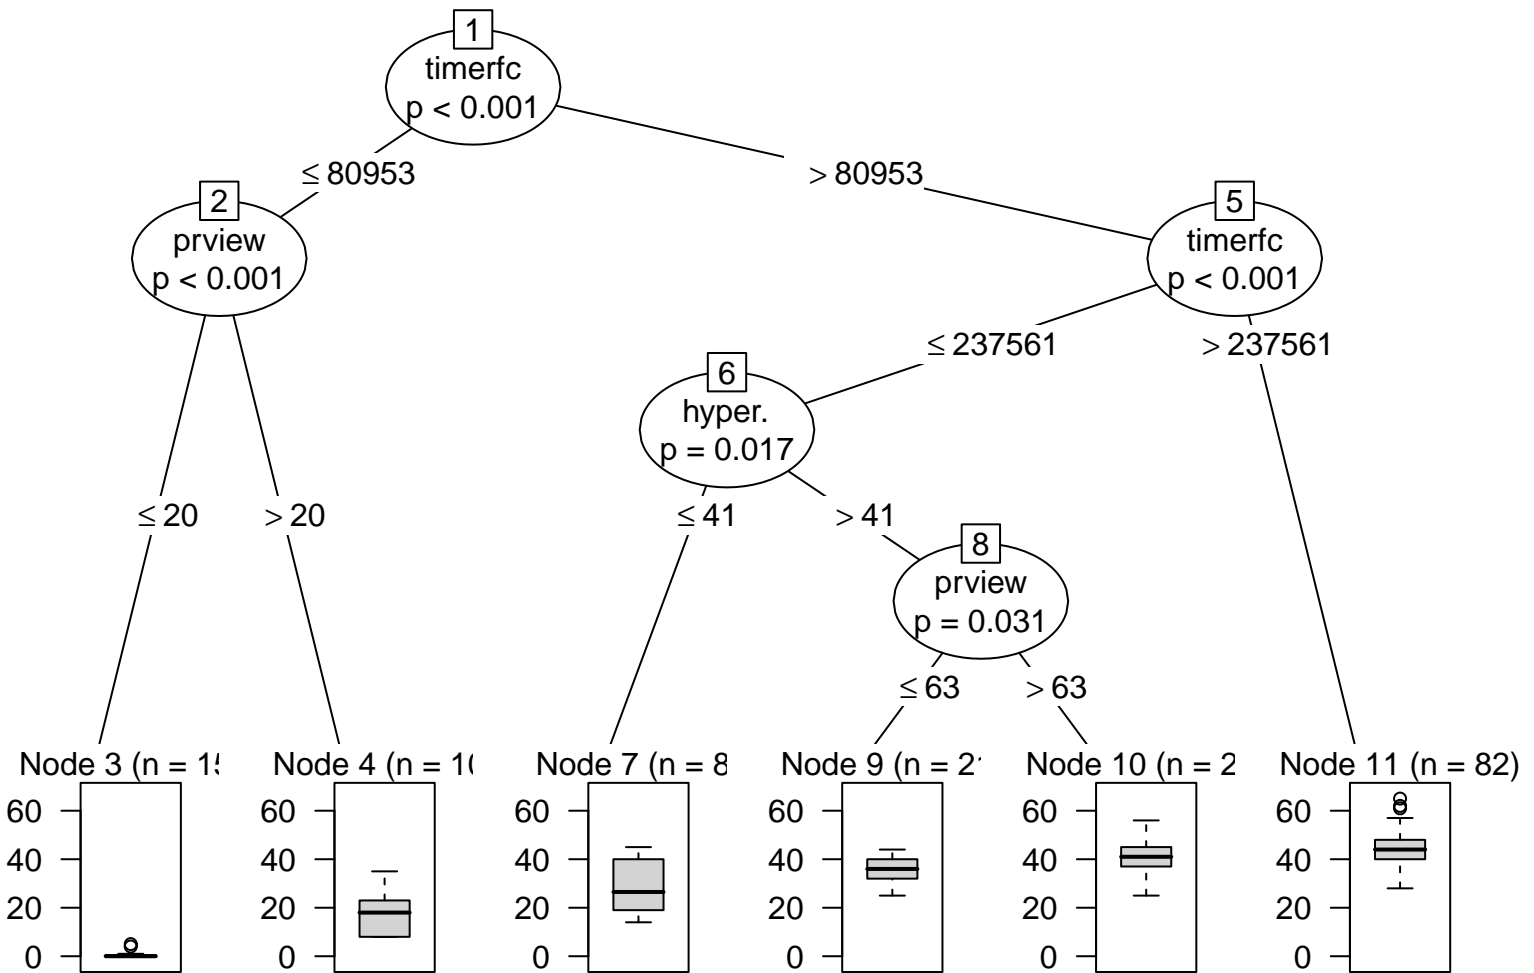 1
timerfc
p < 0.001
≤ 80953
> 80953
2
prview
p < 0.001
5
timerfc
p < 0.001
≤ 237561
> 237561
6
hyper.
p = 0.017
≤ 20
> 20
≤ 41
> 41
8
prview
p = 0.031
≤ 63
> 63
Node 3 (n =
Node 4 (n =
Node 7 (n = 8
Node 9 (n =
Node 10 (n = 2
Node 11 (n = 82)
60
40
20
0
60
40
20
0
60
40
20
0
60
40
20
0
60
40
20
0
60
40
20
0